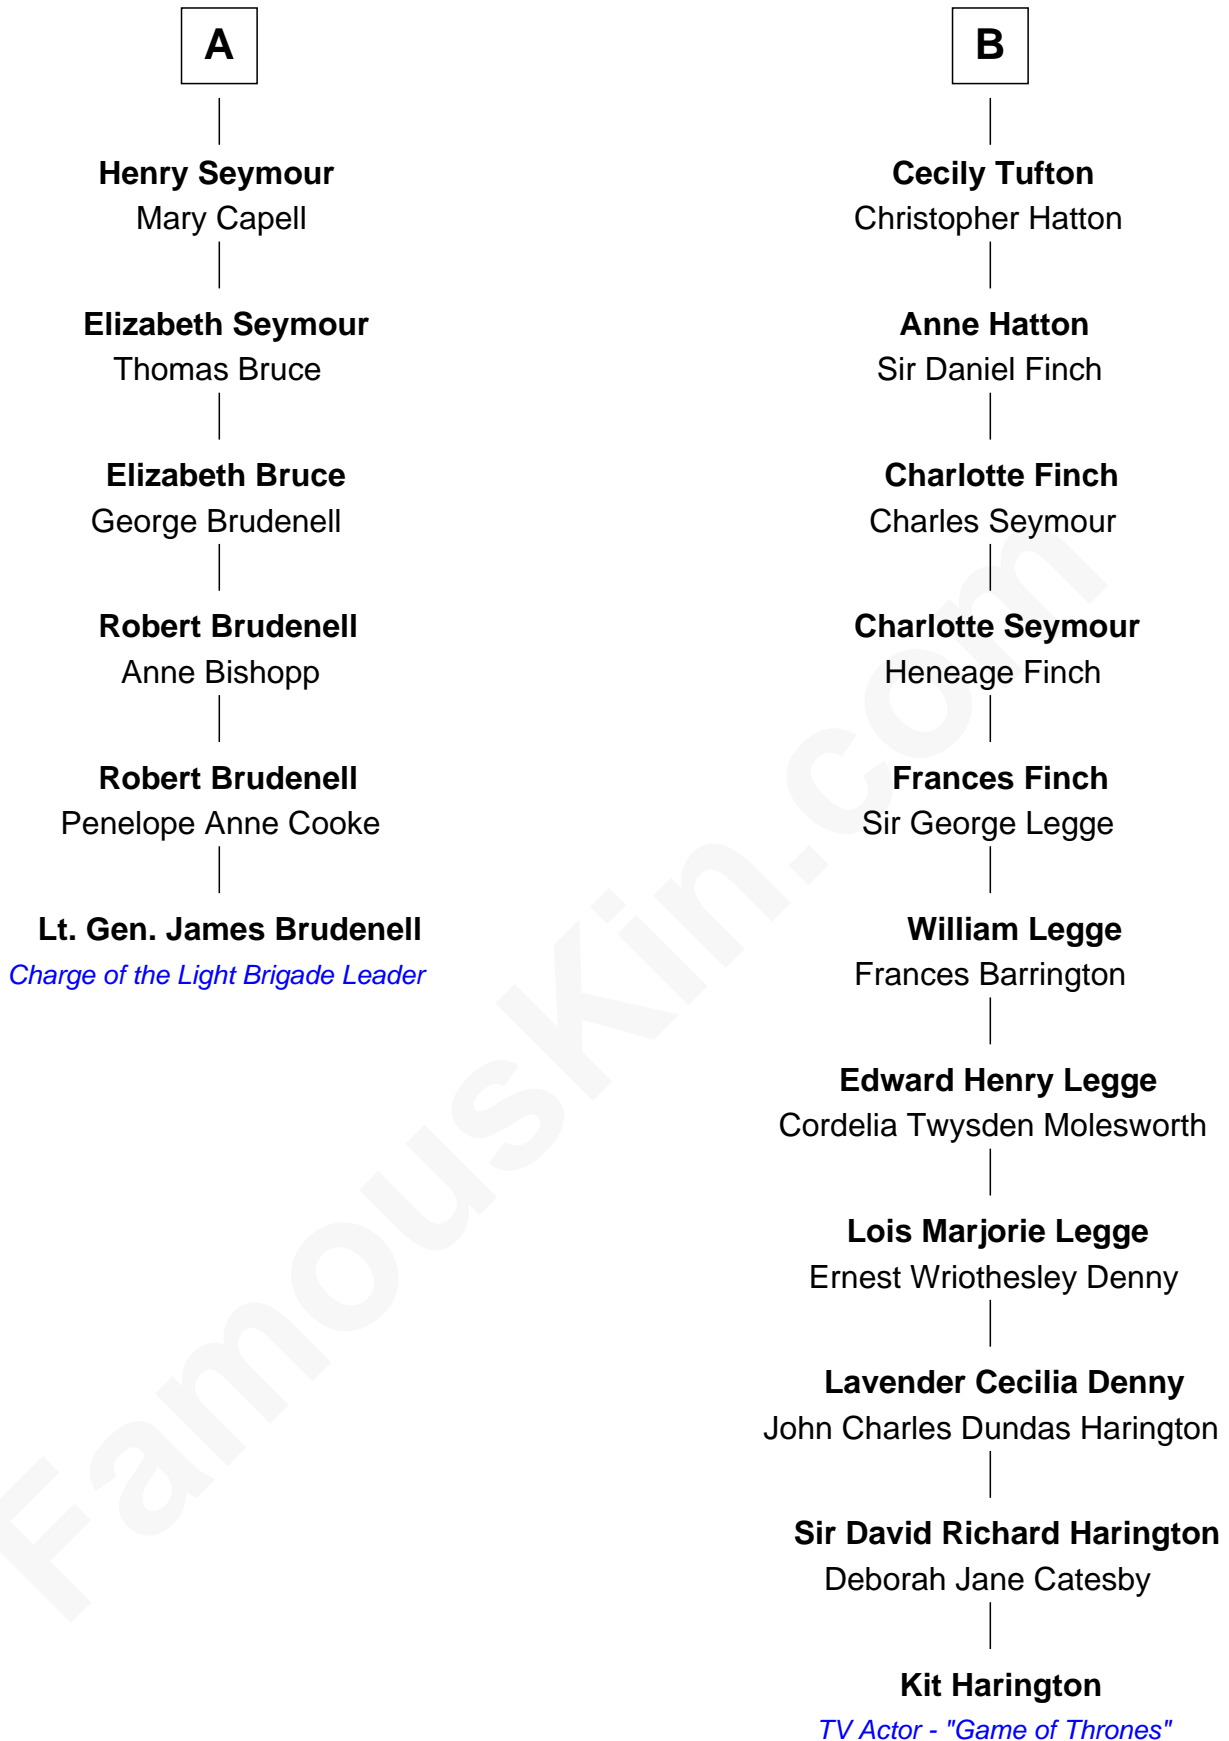 A
Henry Seymour
Mary Capell
Elizabeth Seymour
Thomas Bruce
Elizabeth Bruce
George Brudenell
Robert Brudenell
Anne Bishopp
Robert Brudenell
Penelope Anne Cooke
Lt. Gen. James Brudenell
Charge of the Light Brigade Leader
B
Cecily Tufton
Christopher Hatton
Anne Hatton
Sir Daniel Finch
Charlotte Finch
Charles Seymour
Charlotte Seymour
Heneage Finch
Frances Finch
Sir George Legge
William Legge
Frances Barrington
Edward Henry Legge
Cordelia Twysden Molesworth
Lois Marjorie Legge
Ernest Wriothesley Denny
Lavender Cecilia Denny
John Charles Dundas Harington
Sir David Richard Harington
Deborah Jane Catesby
Kit Harington
TV Actor - "Game of Thrones"
FamousKin.com